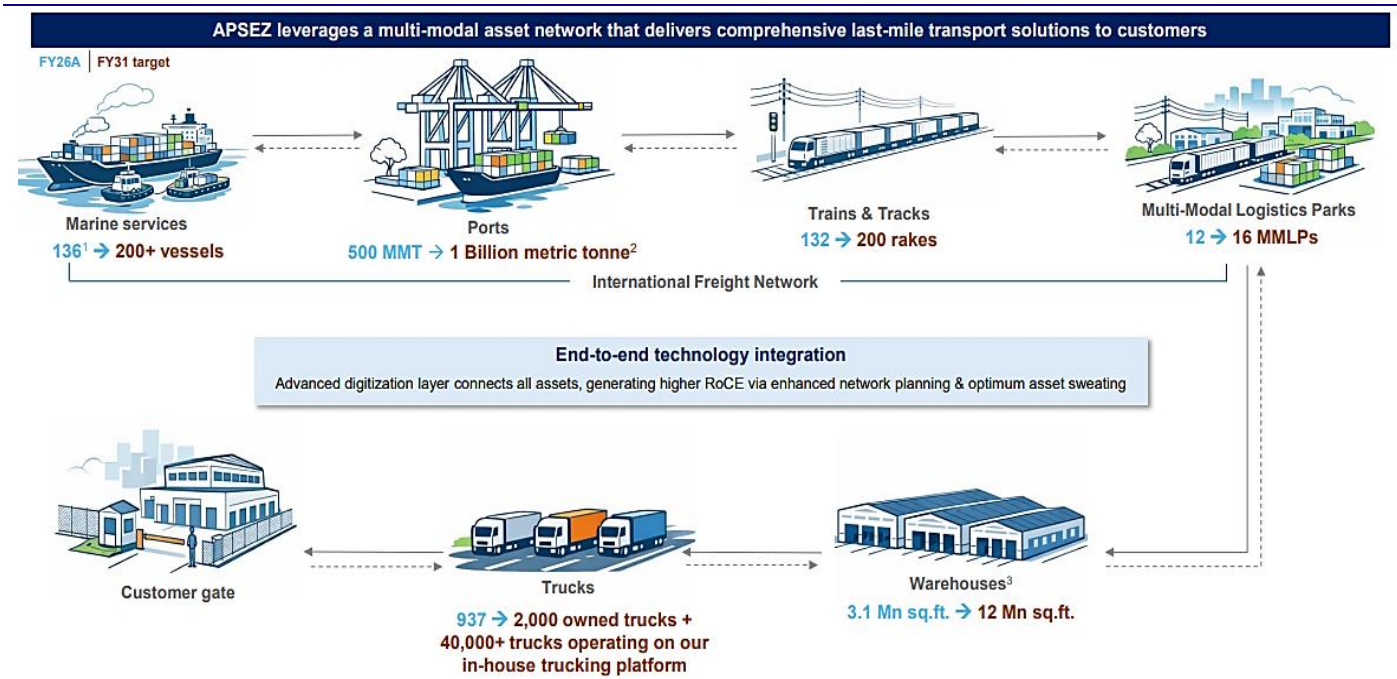 APSEZ leverages a multi-modal asset network that delivers comprehensive last-mile transport solutions to customers
FY26A | FY31 target
Marine services
136¹ → 200+ vessels
Ports
500 MMT → 1 Billion metric tonne²
Trains & Tracks
132 → 200 rakes
Multi-Modal Logistics Parks
12 → 16 MMLPs
International Freight Network
End-to-end technology integration
Advanced digitization layer connects all assets, generating higher RoCE via enhanced network planning & optimum asset sweating
Customer gate
Trucks
937 → 2,000 owned trucks +
40,000+ trucks operating on our
in-house trucking platform
Warehouses³
3.1 Mn sq.ft. → 12 Mn sq.ft.